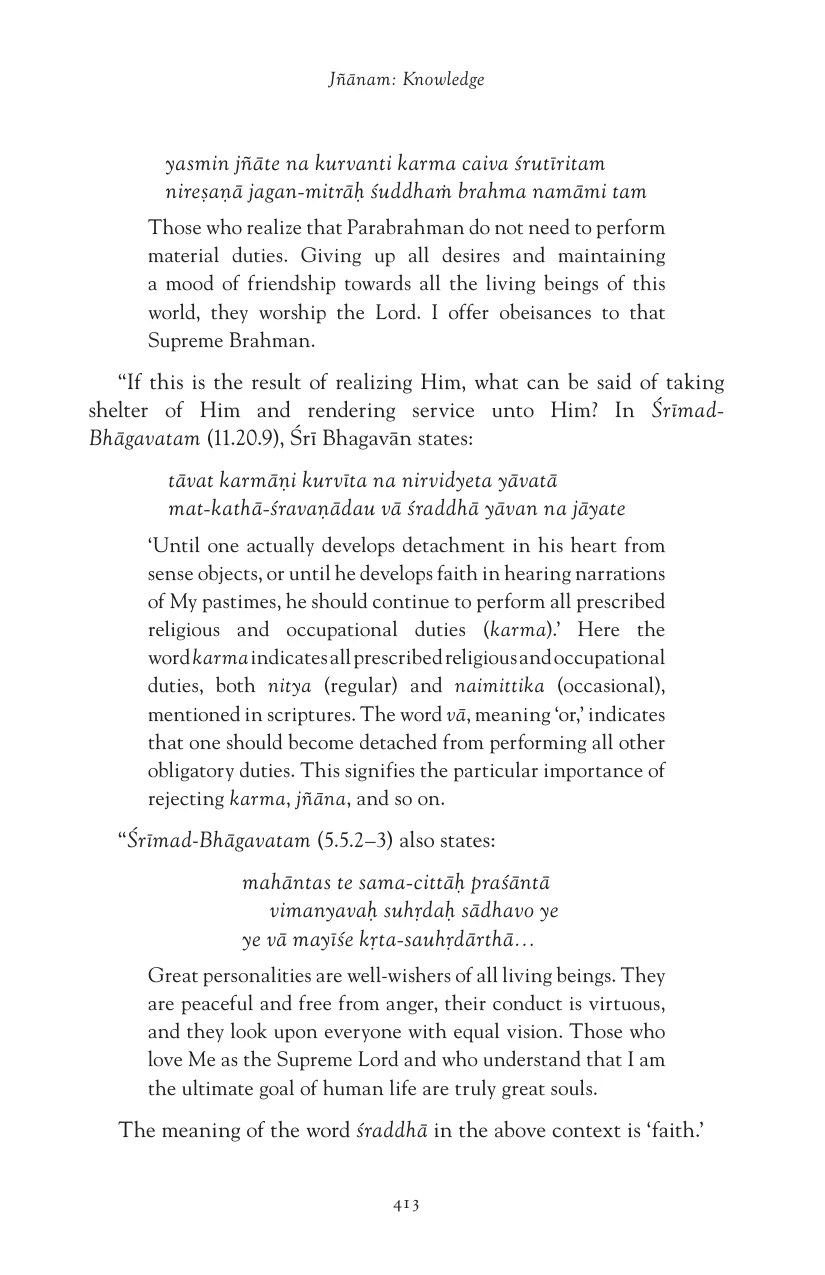 Jñānam: Knowledge
yasmin jñāte na kurvanti karma caiva śrutīritam
nireṣaṇā jagan-mitrāḥ śuddhaṁ brahma namāmi tam
Those who realize that Parabrahman do not need to perform
material duties. Giving up all desires and maintaining
a mood of friendship towards all the living beings of this
world, they worship the Lord. I offer obeisances to that
Supreme Brahman.
“If this is the result of realizing Him, what can be said of taking
shelter of Him and rendering service unto Him? In Śrīmad-
Bhāgavatam (11.20.9), Śrī Bhagavān states:
tāvat karmāṇi kurvīta na nirvidyeta yāvatā
mat-kathā-śravaṇādau vā śraddhā yāvan na jāyate
‘Until one actually develops detachment in his heart from
sense objects, or until he develops faith in hearing narrations
of My pastimes, he should continue to perform all prescribed
religious and occupational duties (karma).’ Here the
word karma indicates all prescribed religious and occupational
duties, both nitya (regular) and naimittika (occasional),
mentioned in scriptures. The word vā, meaning ‘or,’ indicates
that one should become detached from performing all other
obligatory duties. This signifies the particular importance of
rejecting karma, jñāna, and so on.
“Śrīmad-Bhāgavatam (5.5.2–3) also states:
mahāntas te sama-cittāḥ praśāntā
vimanyavaḥ suhṛdaḥ sādhavo ye
ye vā mayīśe kṛta-sauhṛdārthā…
Great personalities are well-wishers of all living beings. They
are peaceful and free from anger, their conduct is virtuous,
and they look upon everyone with equal vision. Those who
love Me as the Supreme Lord and who understand that I am
the ultimate goal of human life are truly great souls.
The meaning of the word śraddhā in the above context is ‘faith.’
413